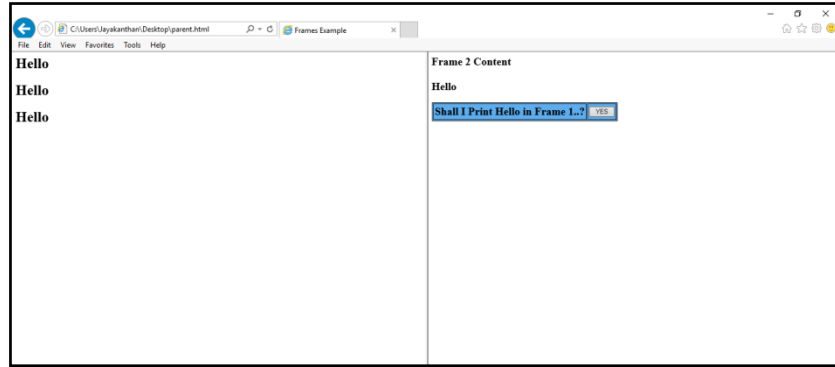 C:\Users\Jayakanthan\Desktop\parent.html
Frames Example
File Edit View Favorites Tools Help
Hello
Hello
Hello
Frame 2 Content
Hello
Shall I Print Hello in Frame 1..? YES